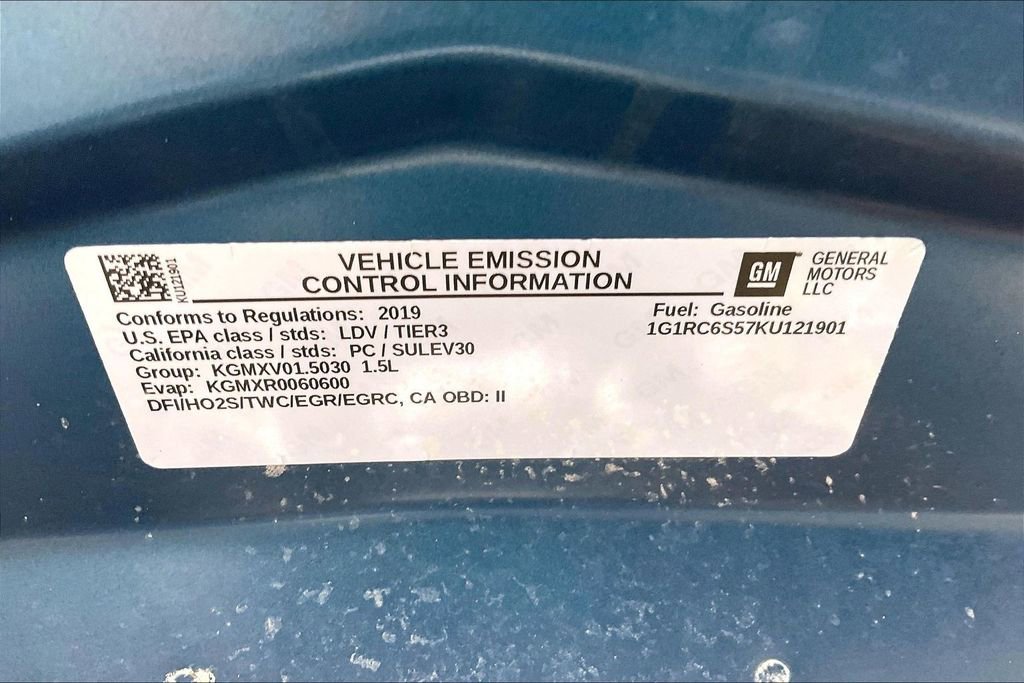 VEHICLE EMISSION
CONTROL INFORMATION
KU121901
GM
GENERAL
MOTORS
LLC
Conforms to Regulations: 2019
U.S. EPA class / stds: LDV / TIER3
California class / stds: PC / SULEV30
Group: KGMXV01.5030 1.5L
Evap: KGMXR0060600
DFI/HO2S/TWC/EGR/EGRC, CA OBD: II
Fuel: Gasoline
1G1RC6S57KU121901